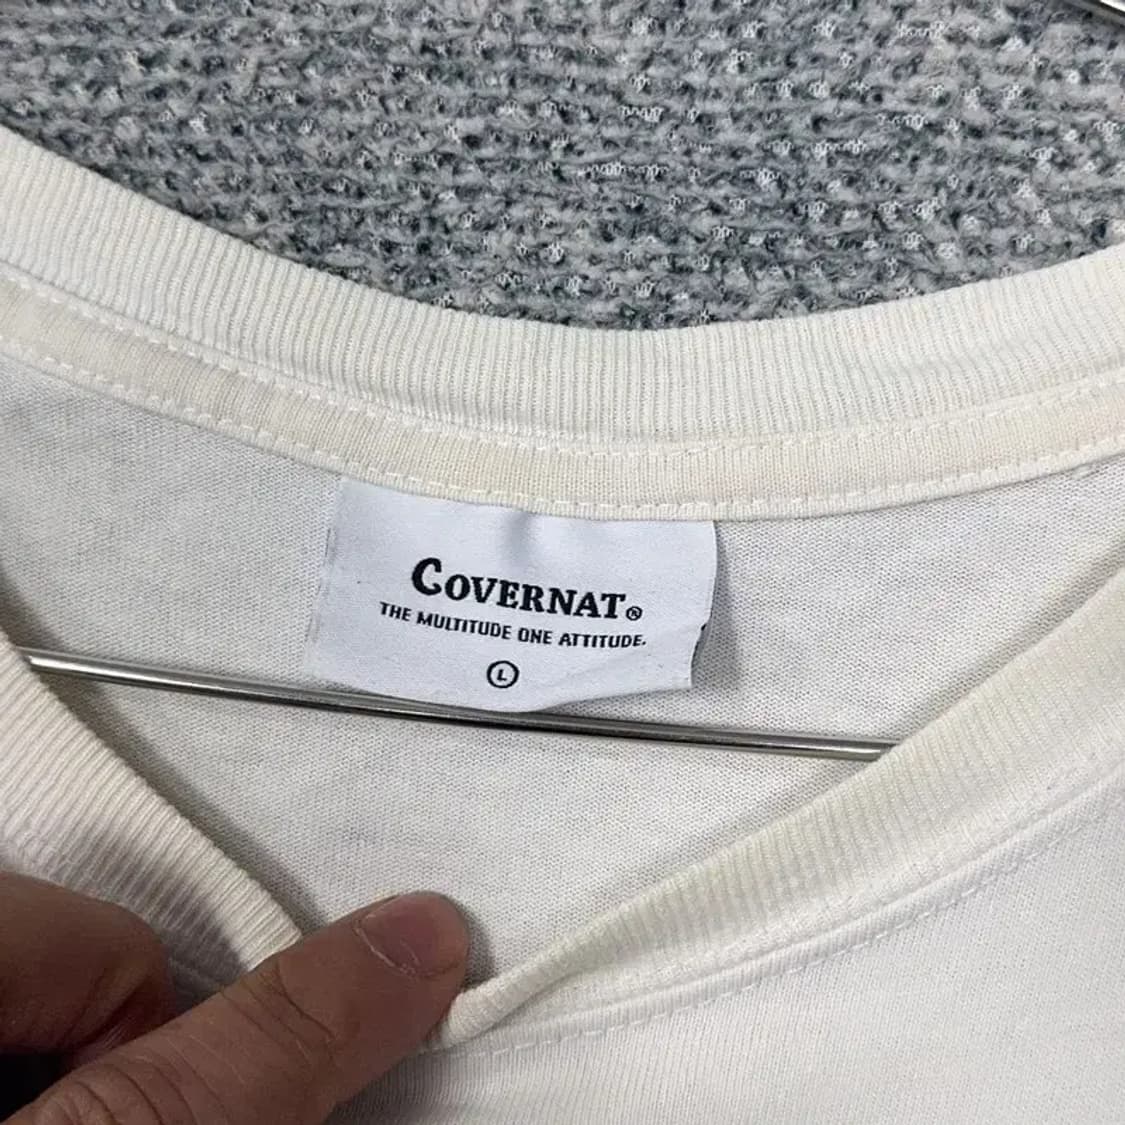 COVERNAT®
THE MULTITUDE ONE ATTITUDE.
L